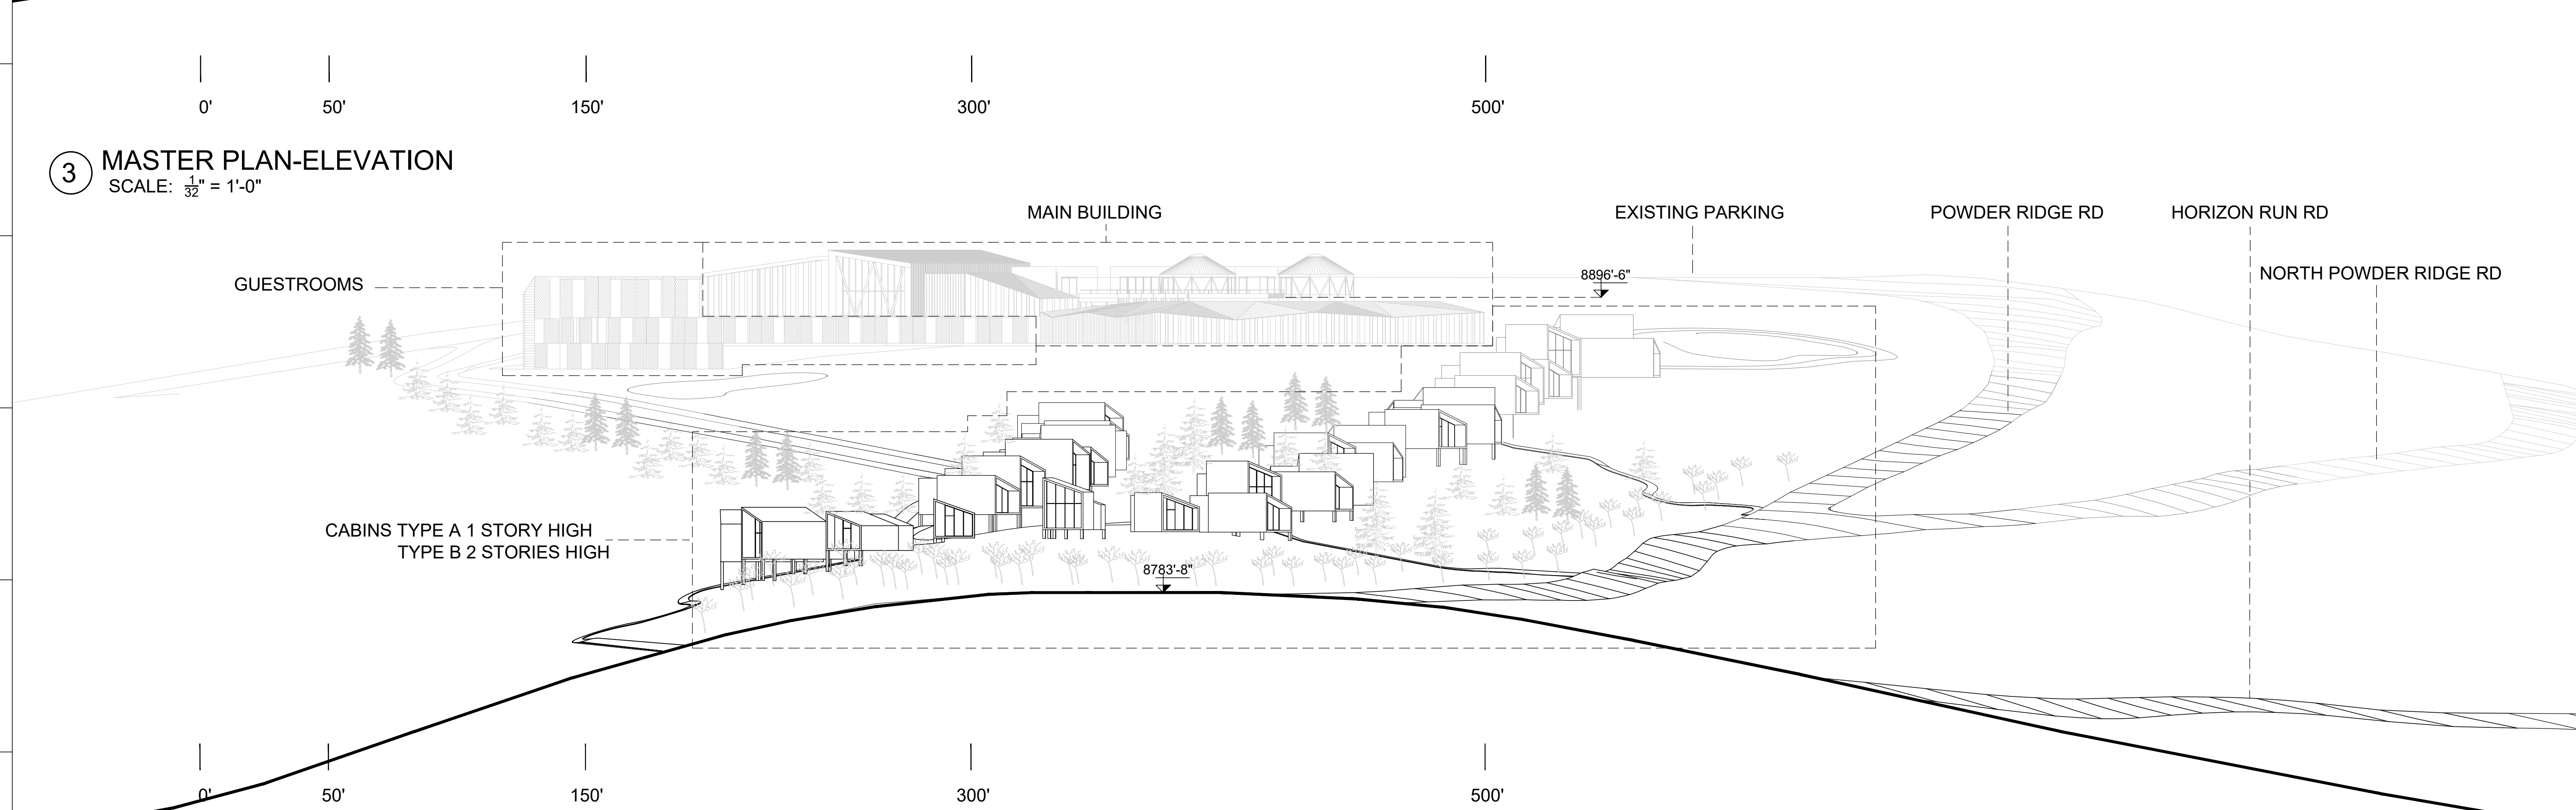 0' 50' 150' 300' 500'
3 MASTER PLAN-ELEVATION
SCALE: 1/32" = 1'-0"
MAIN BUILDING
EXISTING PARKING
POWDER RIDGE RD
HORIZON RUN RD
NORTH POWDER RIDGE RD
GUESTROOMS
8896'-6"
CABINS TYPE A 1 STORY HIGH
TYPE B 2 STORIES HIGH
8783'-8"
0' 50' 150' 300' 500'